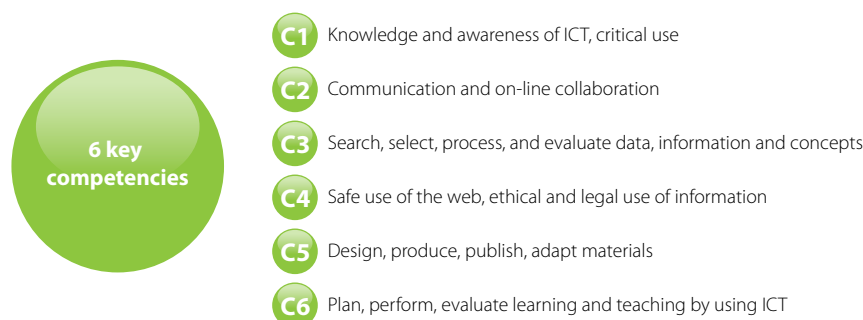 6 key
competencies
C1 Knowledge and awareness of ICT, critical use
C2 Communication and on-line collaboration
C3 Search, select, process, and evaluate data, information and concepts
C4 Safe use of the web, ethical and legal use of information
C5 Design, produce, publish, adapt materials
C6 Plan, perform, evaluate learning and teaching by using ICT